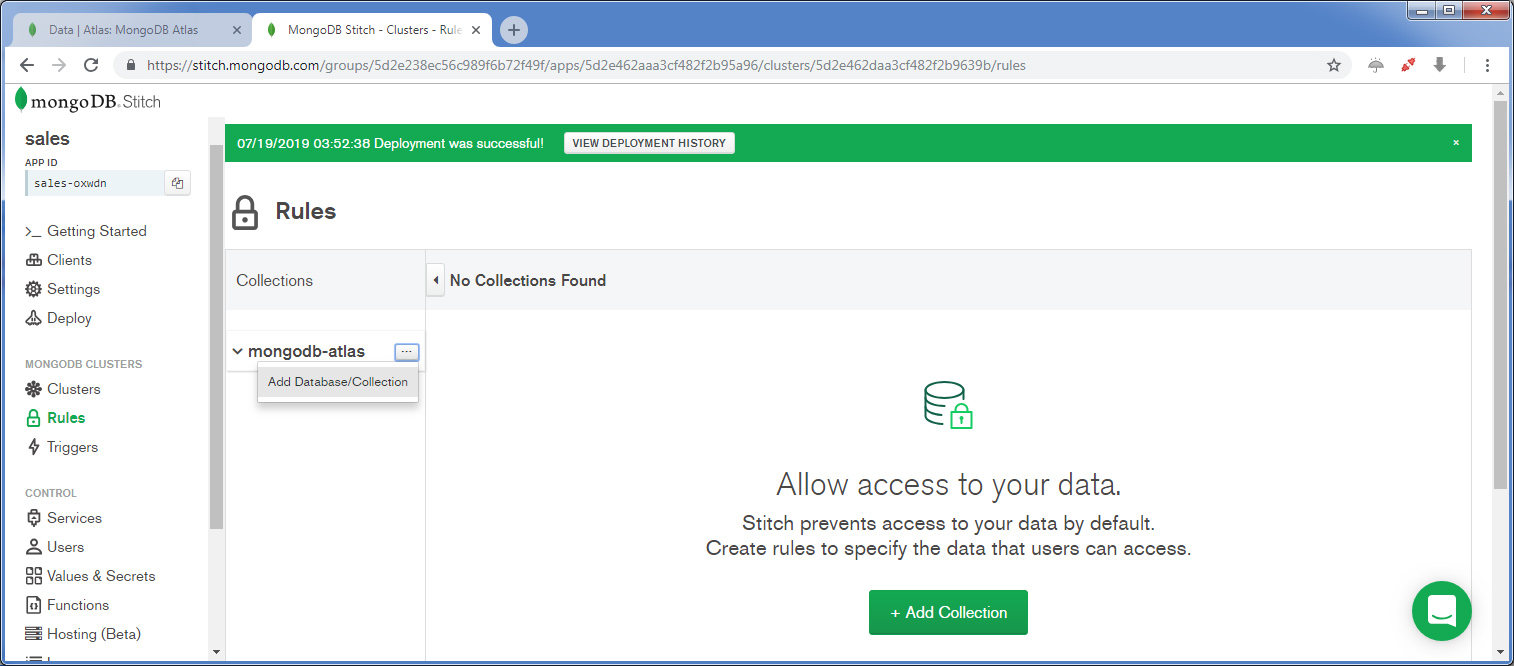 Data | Atlas: MongoDB Atlas
MongoDB Stitch - Clusters - Rule
https://stitch.mongodb.com/groups/5d2e238ec56c989f6b72f49f/apps/5d2e462aaa3cf482f2b95a96/clusters/5d2e462daa3cf482f2b9639b/rules
mongoDB. Stitch
sales
APP ID
sales-oxwdn
Getting Started
Clients
Settings
Deploy
MONGODB CLUSTERS
Clusters
Rules
Triggers
CONTROL
Services
Users
Values & Secrets
Functions
Hosting (Beta)
07/19/2019 03:52:38 Deployment was successful!
VIEW DEPLOYMENT HISTORY
Rules
Collections
No Collections Found
mongodb-atlas
Add Database/Collection
Allow access to your data.
Stitch prevents access to your data by default.
Create rules to specify the data that users can access.
+ Add Collection